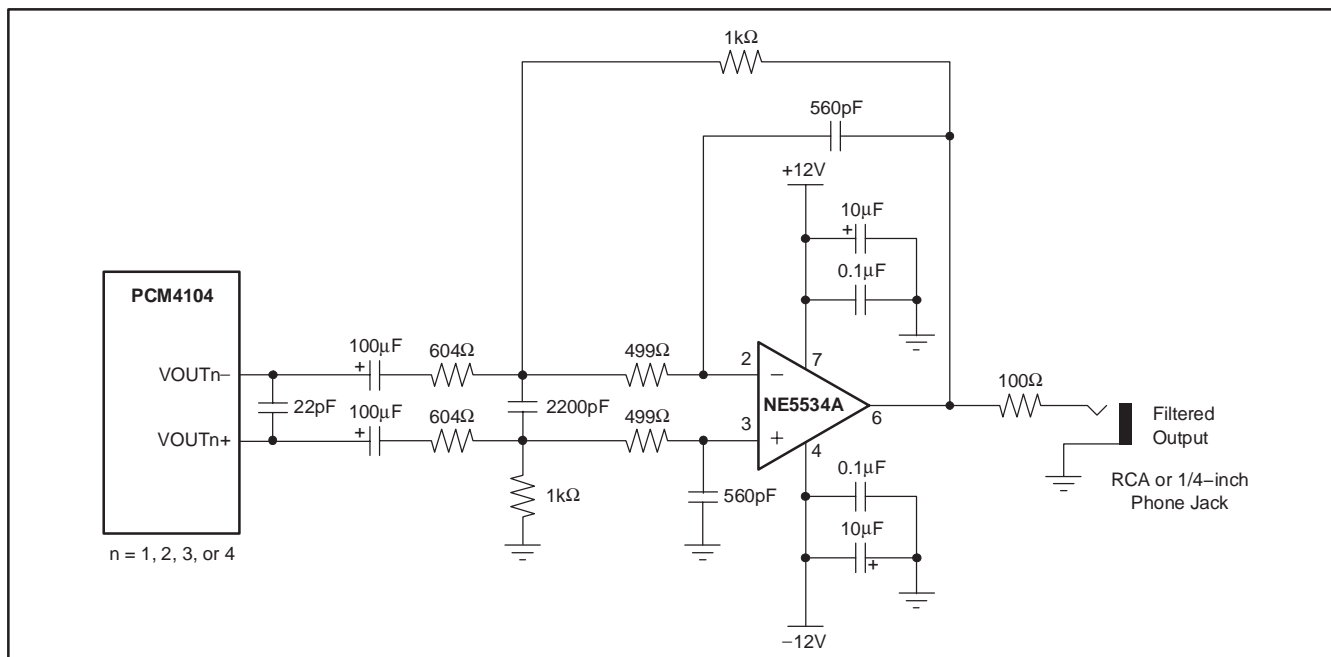 1kΩ
560pF
+12V
10μF
+
0.1μF
PCM4104
100μF
+
604Ω
499Ω
2
7
VOUTn−
−
NE5534A
100Ω
22pF
2200pF
6
Filtered
Output
100μF
+
604Ω
499Ω
3
VOUTn+
+
4
1kΩ
560pF
0.1μF
10μF
+
RCA or 1/4−inch
Phone Jack
n = 1, 2, 3, or 4
−12V